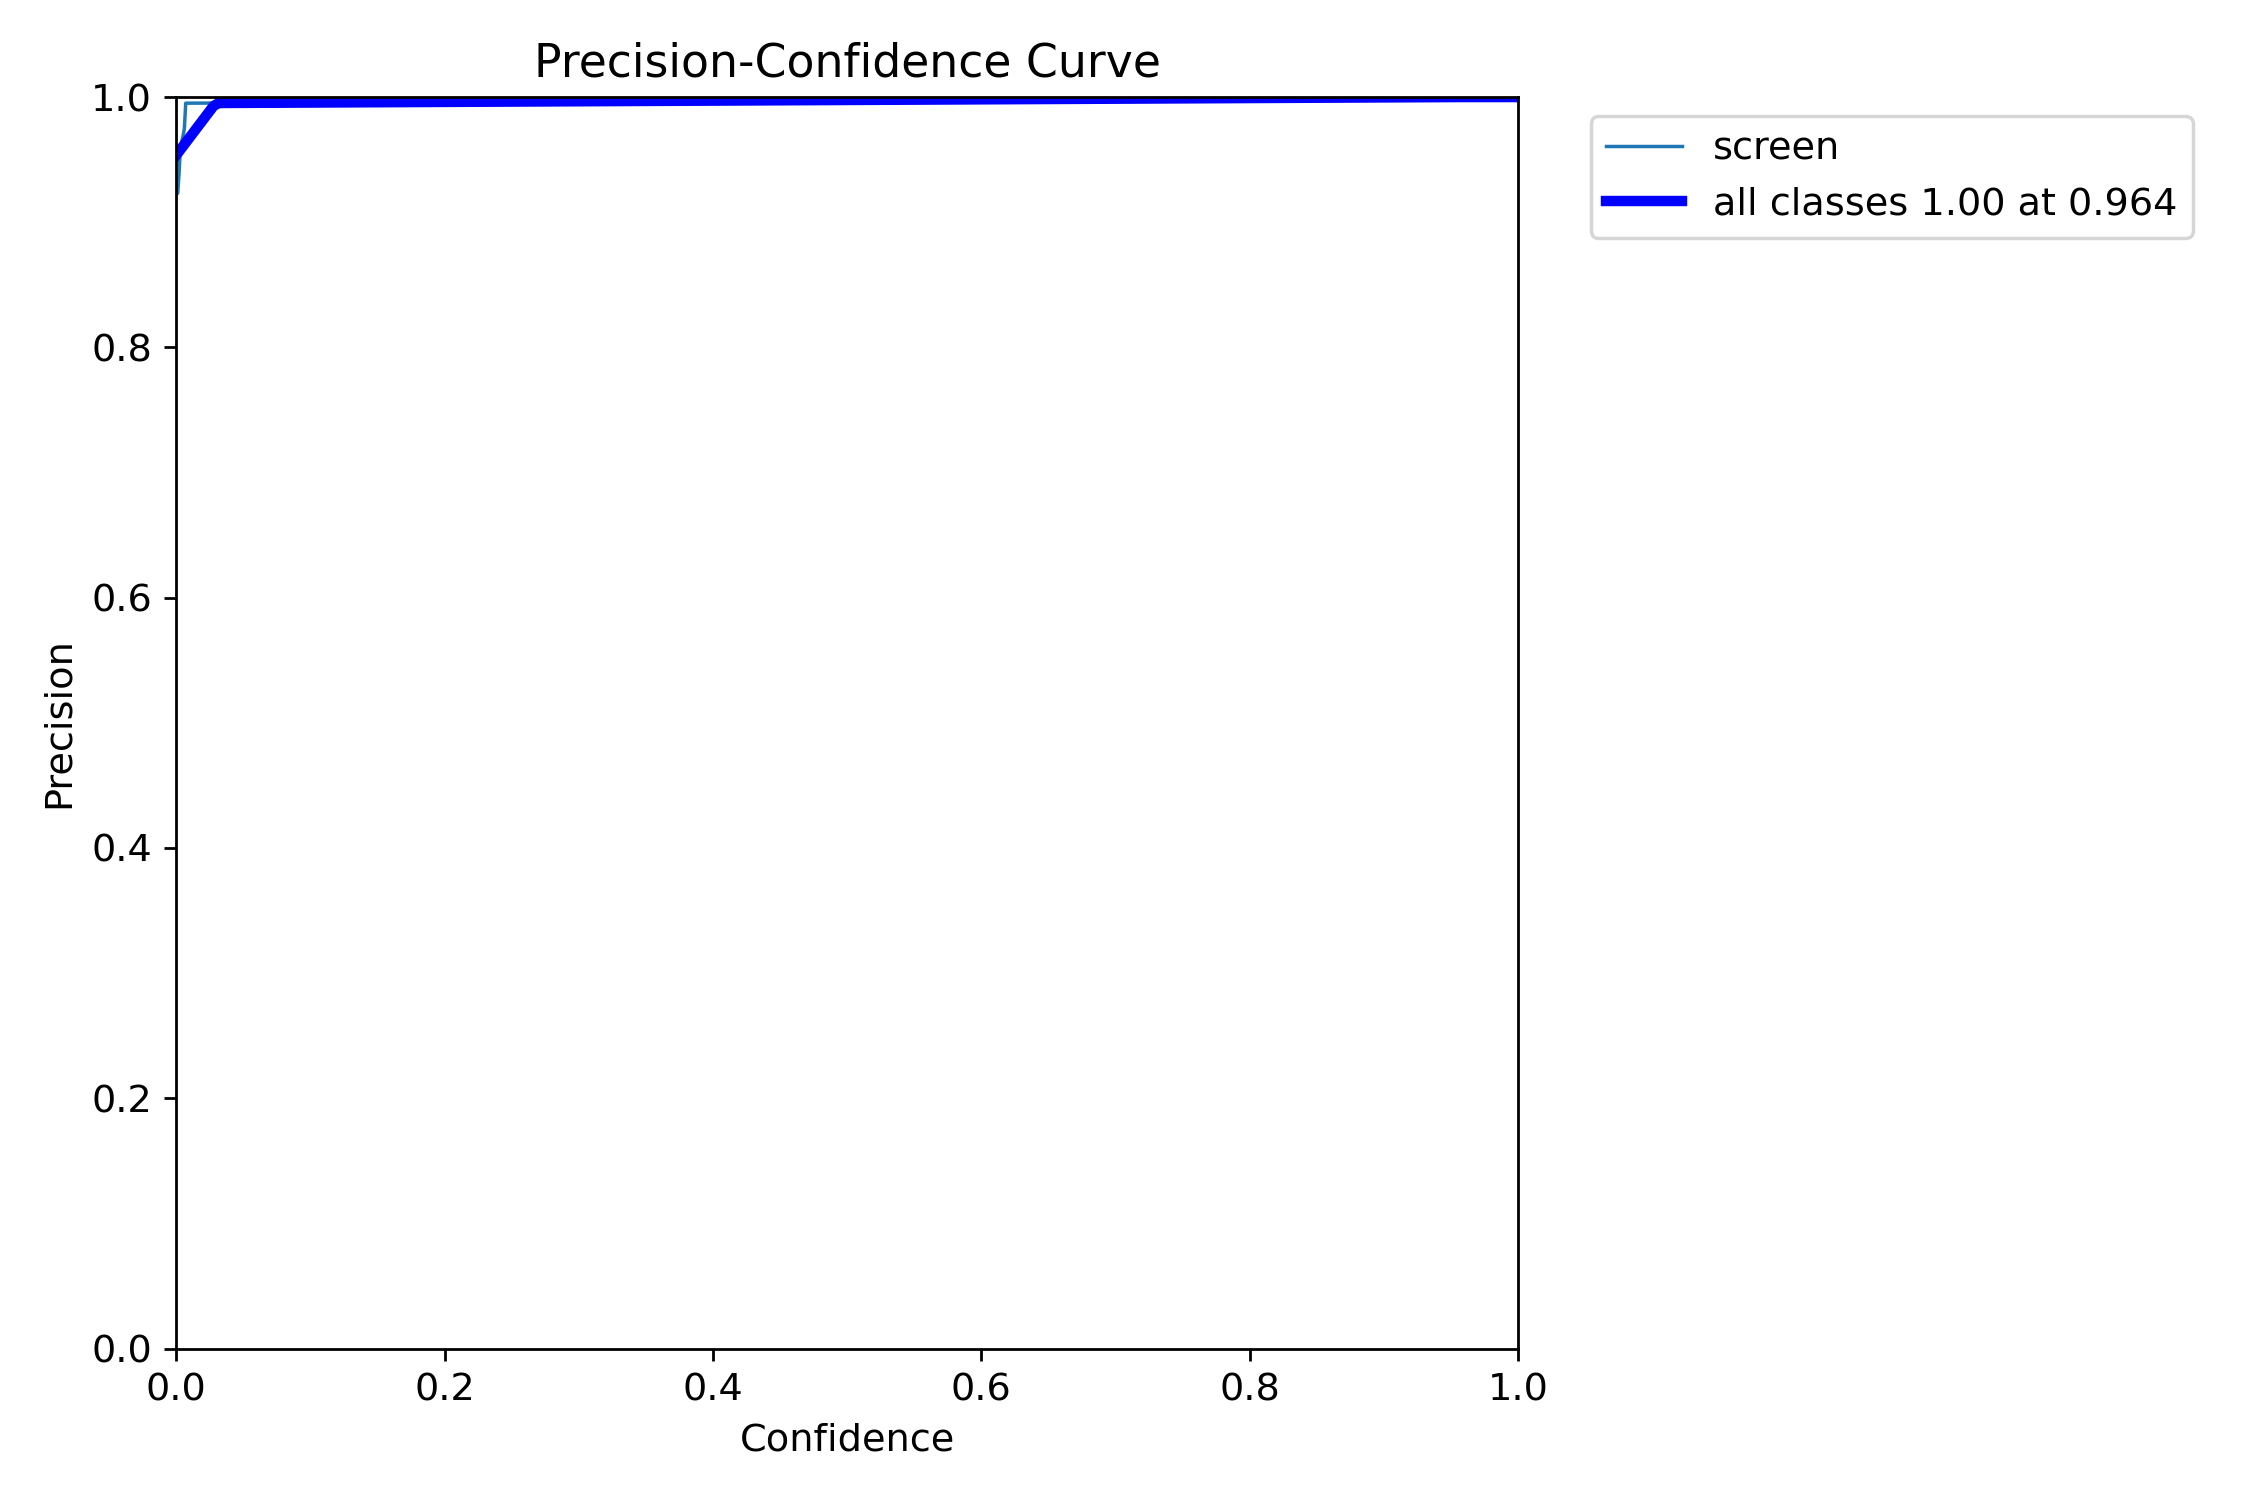 Precision-Confidence Curve
1.0
0.8
0.6
0.4
0.2
0.0
Precision
0.0 0.2 0.4 0.6 0.8 1.0
Confidence
screen
all classes 1.00 at 0.964